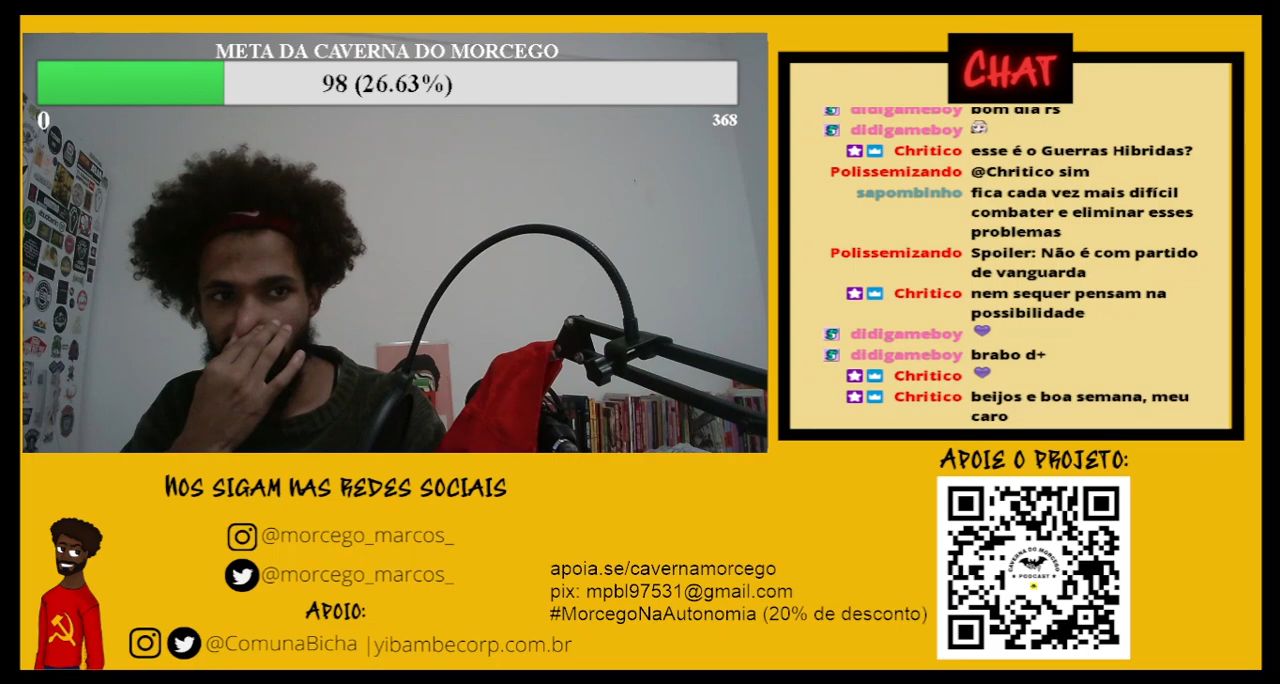 META DA CAVERNA DO MORCEGO
98 (26.63%)
0
368
CHAT
didigameboy bom dia rs
didigameboy
Chritico esse é o Guerras Hibridas?
Polissemizando @Chritico sim
sapombinho fica cada vez mais difícil
combater e eliminar esses
problemas
Polissemizando Spoiler: Não é com partido
de vanguarda
Chritico nem sequer pensam na
possibilidade
didigameboy
didigameboy brabo d+
Chritico
Chritico beijos e boa semana, meu
caro
NOS SIGAM NAS REDES SOCIAIS
@morcego_marcos_
@morcego_marcos_
APOIO:
@ComunaBicha |yibambecorp.com.br
apoia.se/cavernamorcego
pix: mpbl97531@gmail.com
#MorcegoNaAutonomia (20% de desconto)
APOIE O PROJETO:
CAVERNA DO MORCEGO
PODCAST